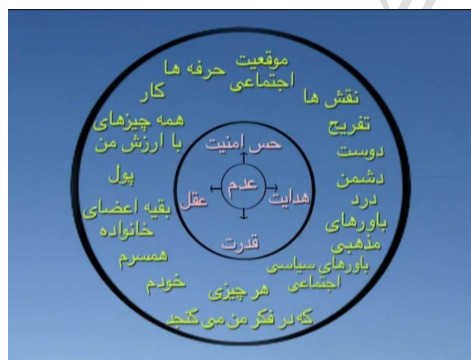 موقعیت
اجتماعی
حرفه ها
کار
همه چیزهای
با ارزش من
پول
بقیه اعضای
خانواده
همسرم
خودم
هر چیزی
که در فکر من می گنجد
نقش ها
تفریح
دوست
دشمن
درد
باورهای
مذهبی
باورهای سیاسی
اجتماعی
حس امنیت
عقل
عدم
هدایت
قدرت